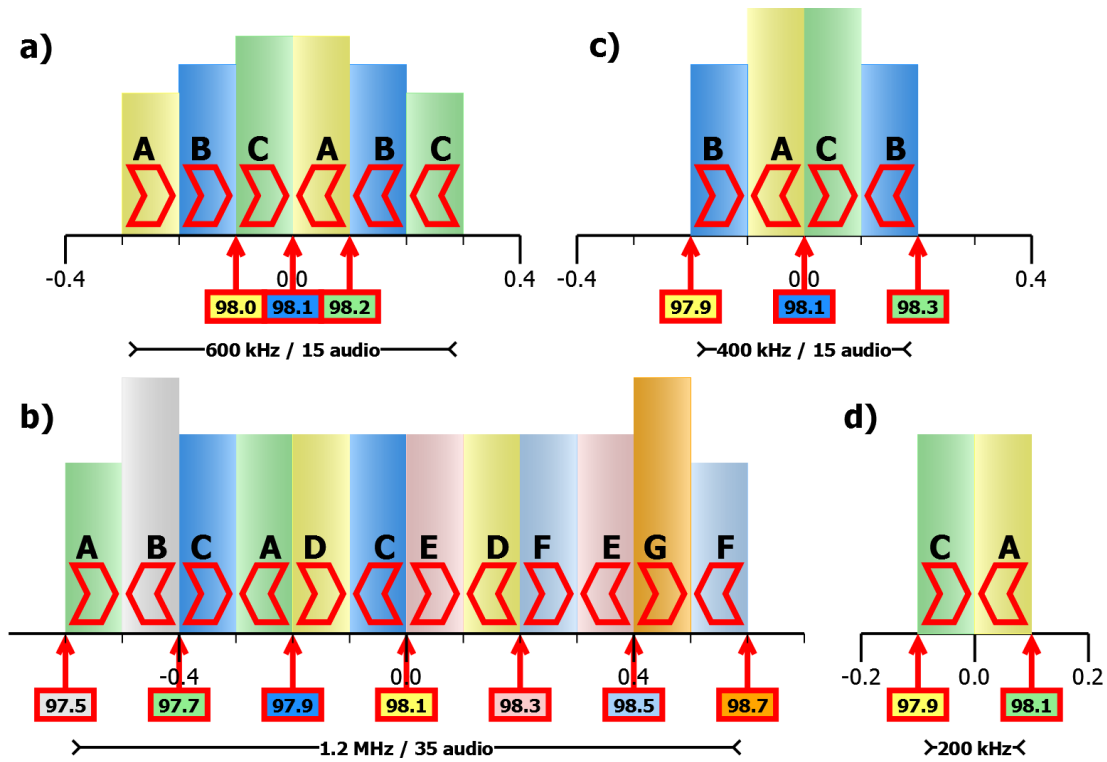 a)
A B C A B C
-0.4 0.0 0.4
98.0 98.1 98.2
600 kHz / 15 audio
c)
B A C B
-0.4 0.0 0.4
97.9 98.1 98.3
400 kHz / 15 audio
b)
A B C A D C E D F E G F
-0.4 0.0 0.4
97.5 97.7 97.9 98.1 98.3 98.5 98.7
1.2 MHz / 35 audio
d)
C A
-0.2 0.0 0.2
97.9 98.1
200 kHz